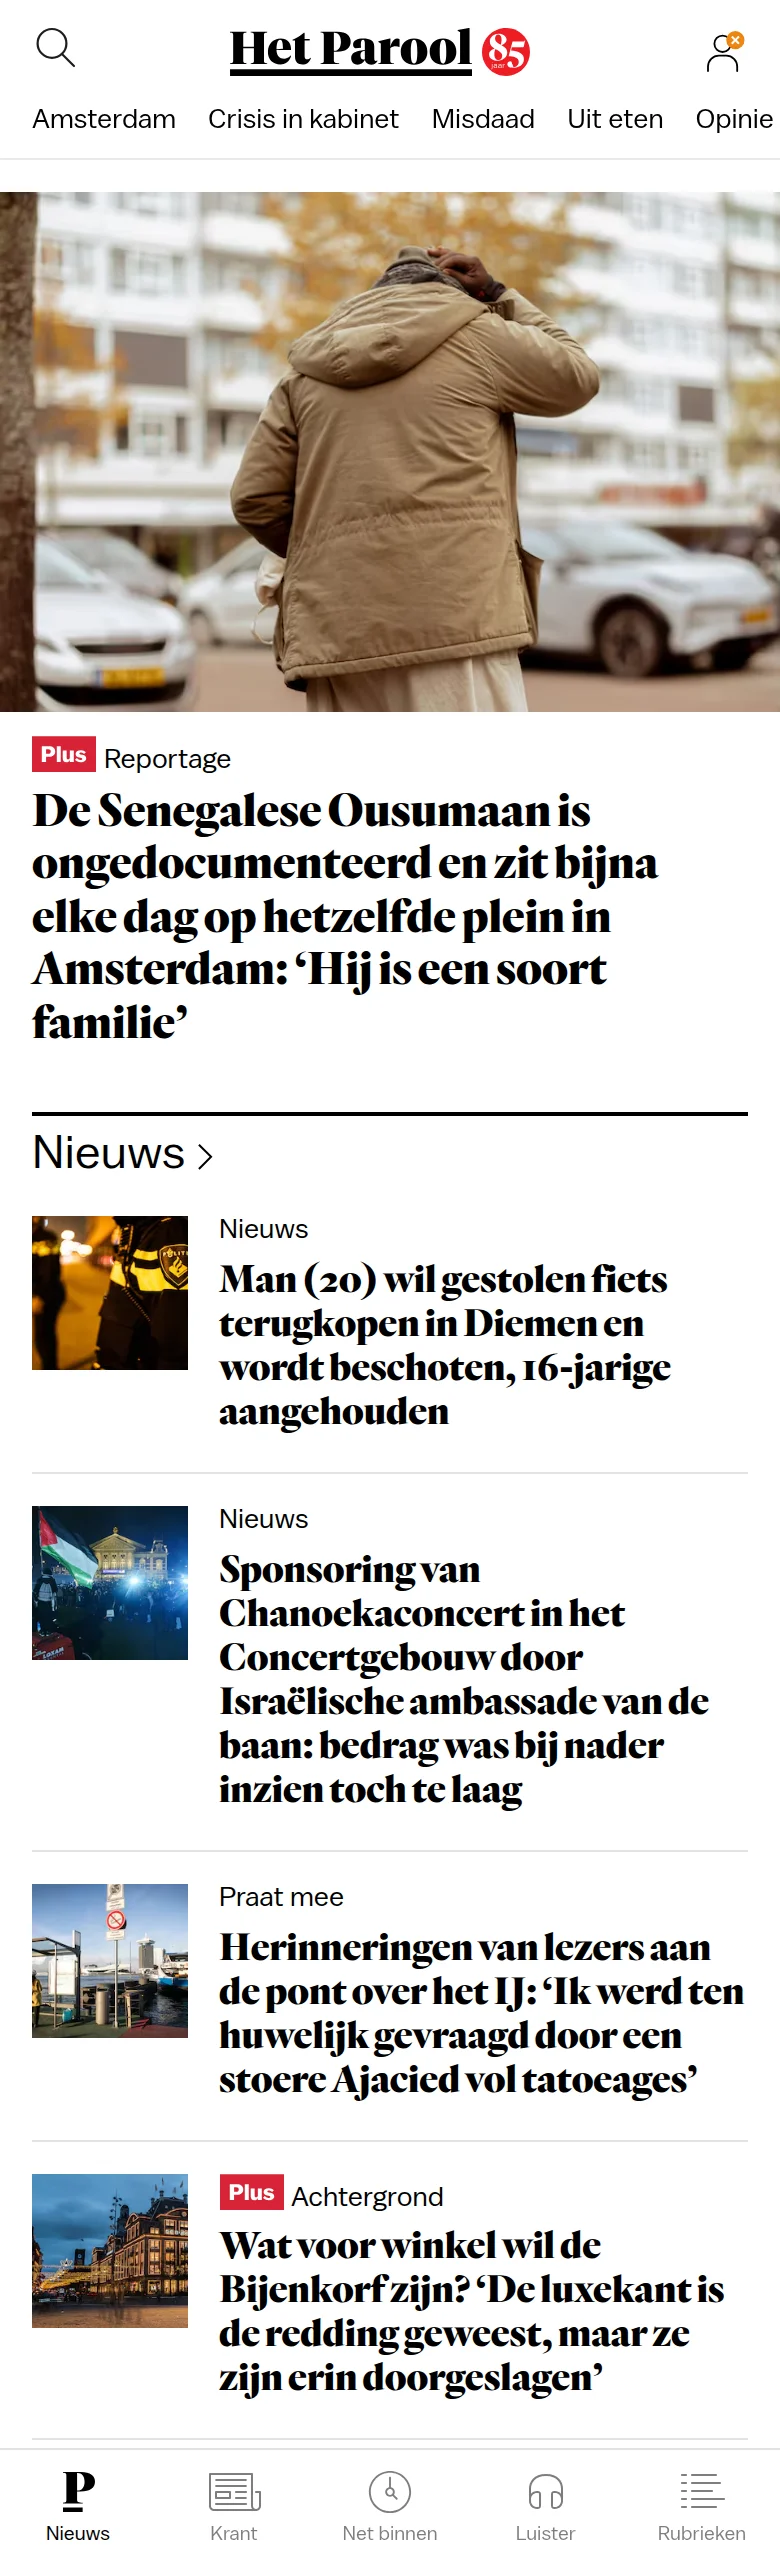 Het Parool 85 jaar
Amsterdam Crisis in kabinet Misdaad Uit eten Opinie
Plus Reportage
De Senegalese Ousumaan is
ongedocumenteerd en zit bijna
elke dag op hetzelfde plein in
Amsterdam: ‘Hij is een soort
familie’
Nieuws
Nieuws
Man (20) wil gestolen fiets
terugkopen in Diemen en
wordt beschoten, 16-jarige
aangehouden
Nieuws
Sponsoring van
Chanoekaconcert in het
Concertgebouw door
Israëlische ambassade van de
baan: bedrag was bij nader
inzien toch te laag
LOXAM
Praat mee
Herinneringen van lezers aan
de pont over het IJ: ‘Ik werd ten
huwelijk gevraagd door een
stoere Ajacied vol tatoeages’
Plus Achtergrond
Wat voor winkel wil de
Bijenkorf zijn? ‘De luxekant is
de redding geweest, maar ze
zijn erin doorgeslagen’
P
Nieuws Krant Net binnen Luister Rubrieken